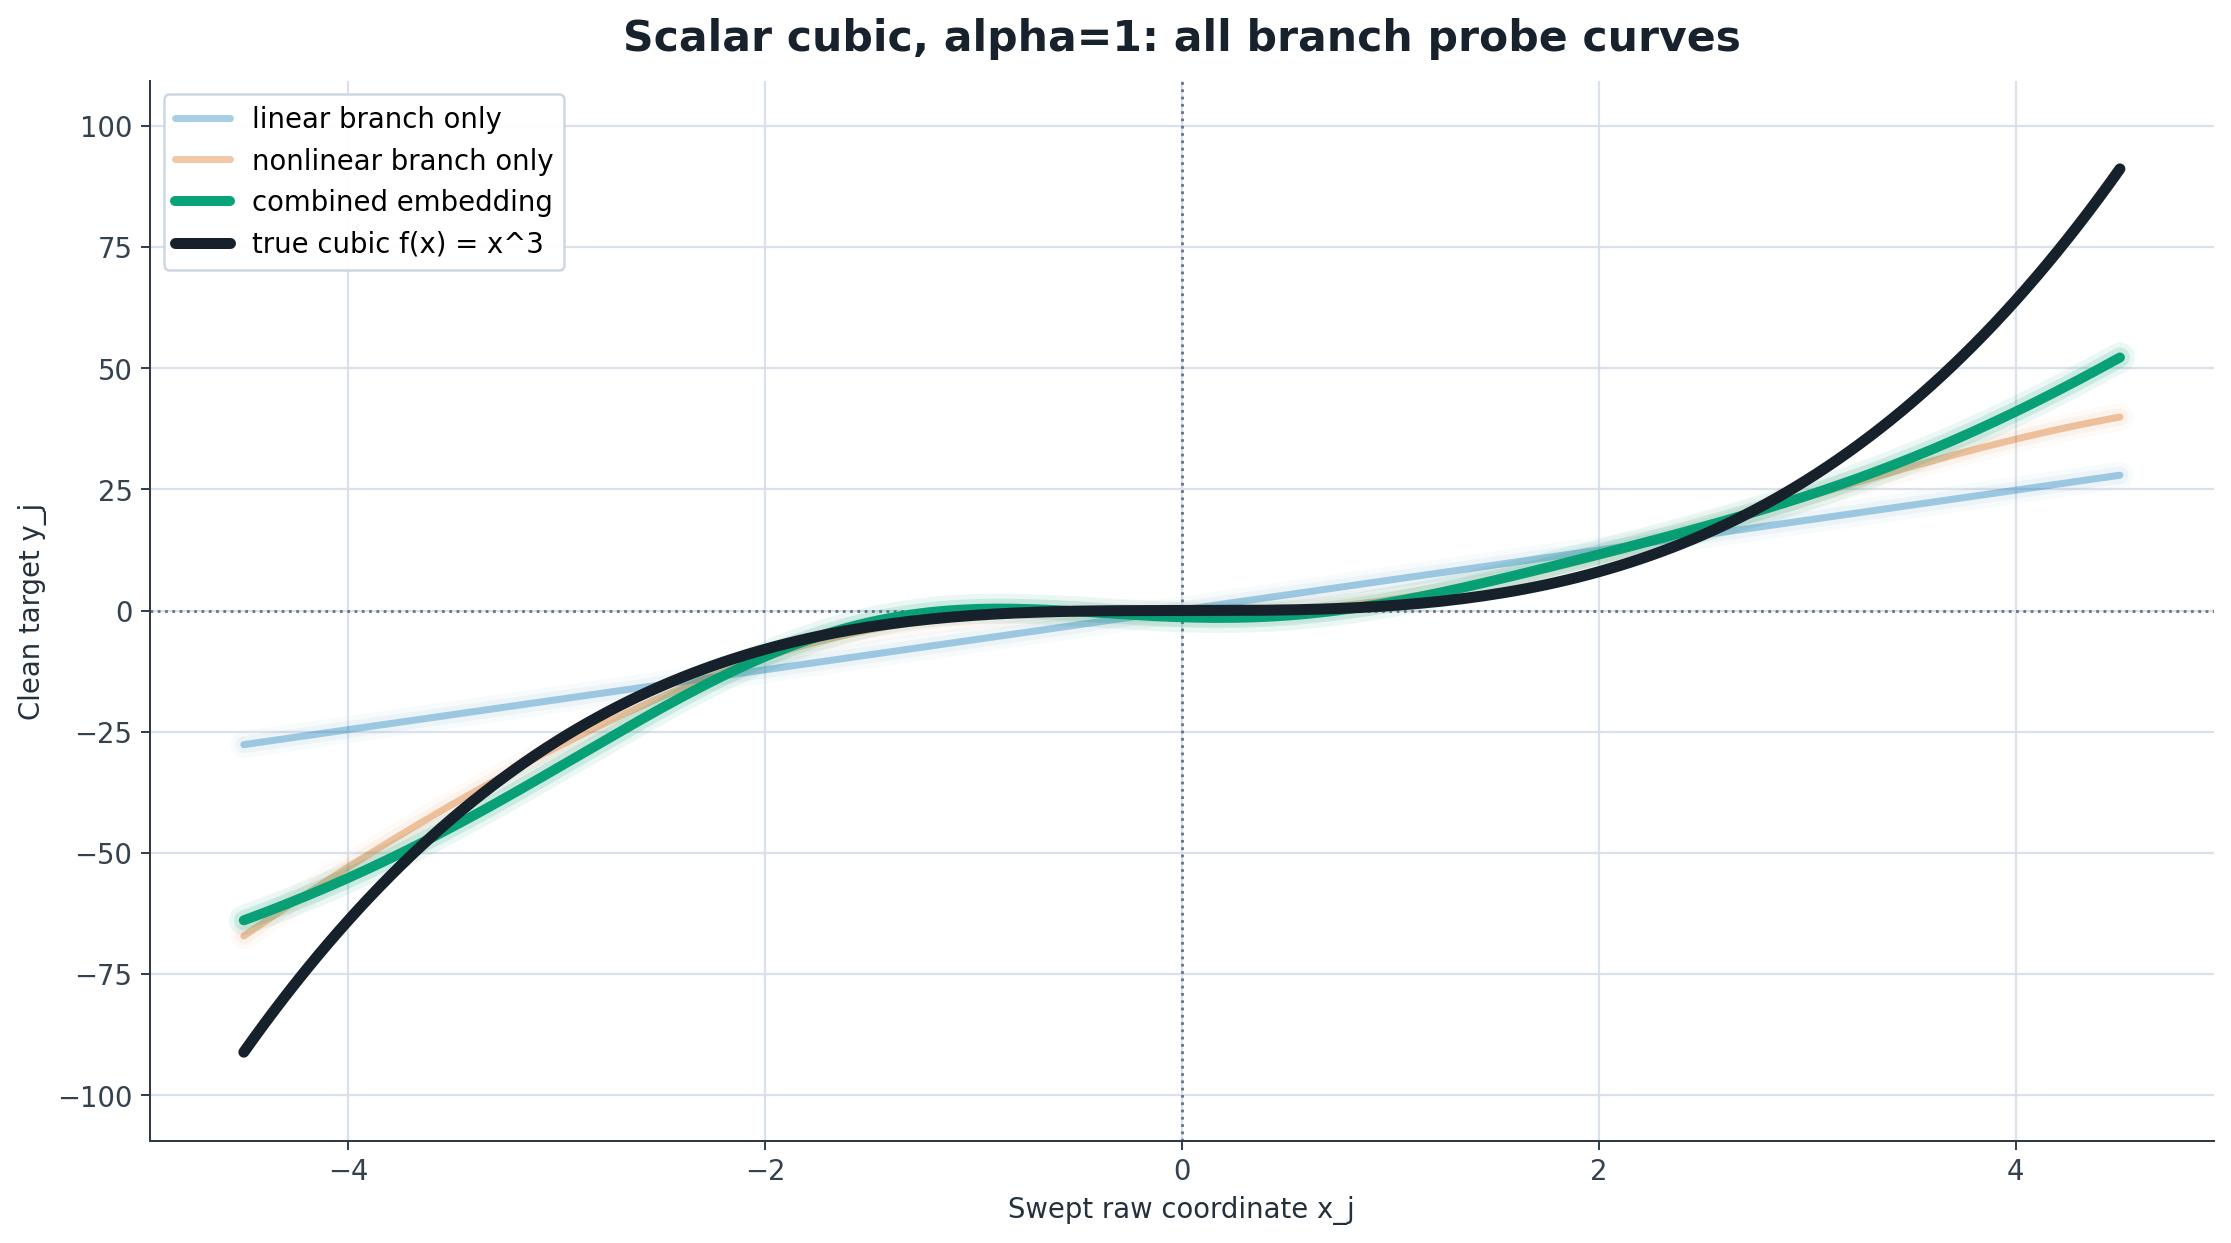 Scalar cubic, alpha=1: all branch probe curves
linear branch only
nonlinear branch only
combined embedding
true cubic f(x) = x^3
Clean target y_j
100
75
50
25
0
−25
−50
−75
−100
−4
−2
0
2
4
Swept raw coordinate x_j